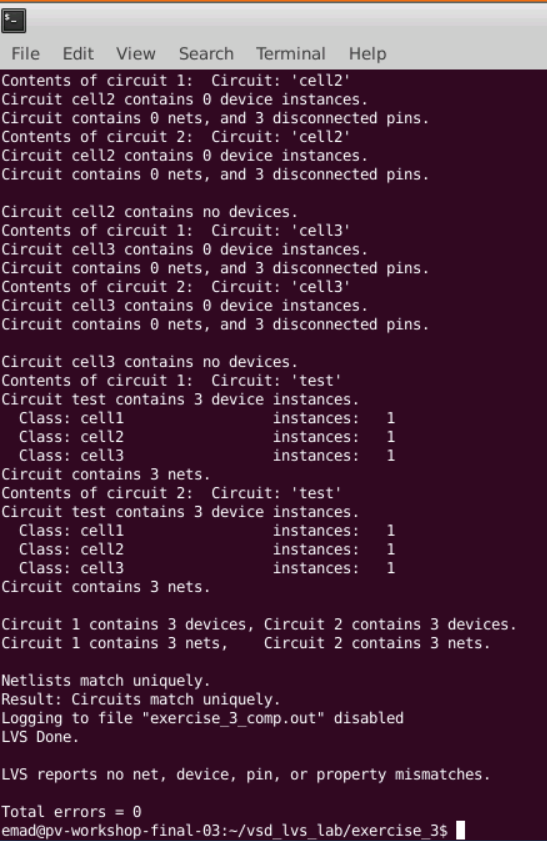 File Edit View Search Terminal Help
Contents of circuit 1:  Circuit: 'cell2'
Circuit cell2 contains 0 device instances.
Circuit contains 0 nets, and 3 disconnected pins.
Contents of circuit 2:  Circuit: 'cell2'
Circuit cell2 contains 0 device instances.
Circuit contains 0 nets, and 3 disconnected pins.

Circuit cell2 contains no devices.
Contents of circuit 1:  Circuit: 'cell3'
Circuit cell3 contains 0 device instances.
Circuit contains 0 nets, and 3 disconnected pins.
Contents of circuit 2:  Circuit: 'cell3'
Circuit cell3 contains 0 device instances.
Circuit contains 0 nets, and 3 disconnected pins.

Circuit cell3 contains no devices.
Contents of circuit 1:  Circuit: 'test'
Circuit test contains 3 device instances.
  Class: cell1                 instances:   1
  Class: cell2                 instances:   1
  Class: cell3                 instances:   1
Circuit contains 3 nets.
Contents of circuit 2:  Circuit: 'test'
Circuit test contains 3 device instances.
  Class: cell1                 instances:   1
  Class: cell2                 instances:   1
  Class: cell3                 instances:   1
Circuit contains 3 nets.

Circuit 1 contains 3 devices, Circuit 2 contains 3 devices.
Circuit 1 contains 3 nets,    Circuit 2 contains 3 nets.

Netlists match uniquely.
Result: Circuits match uniquely.
Logging to file "exercise_3_comp.out" disabled
LVS Done.

LVS reports no net, device, pin, or property mismatches.

Total errors = 0
emad@pv-workshop-final-03:~/vsd_lvs_lab/exercise_3$